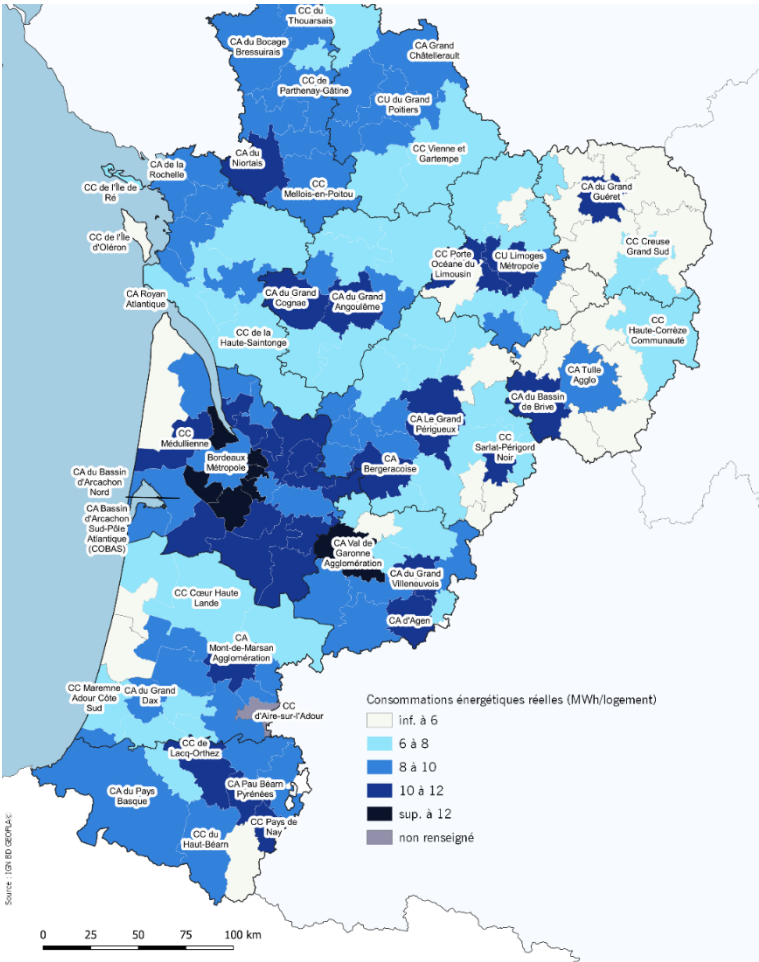 CC du
Thouarsais
CA du Bocage
Bressuirais
CA Grand
Châtellerault
CC de
Parthenay-Gâtine
CU du Grand
Poitiers
CA du
Niortais
CC Vienne et
Gartempe
CA de la
Rochelle
CC de l'Île de
Ré
CC
Mellois-en-Poitou
CA du Grand
Guéret
CC de l'Île
d'Oléron
CC Creuse
Grand Sud
CC Porte
Océane du
Limousin
CU Limoges
Métropole
CA Royan
Atlantique
CA du Grand
Cognac
CA du Grand
Angoulême
CC de la
Haute-Saintonge
CC
Haute-Corrèze
Communauté
CA Tulle
Agglo
CA du Bassin
de Brive
CA Le Grand
Périgueux
CC
Médullienne
CC
Sarlat-Périgord
Noir
Bordeaux
Métropole
CA
Bergeracoise
CA du Bassin
d'Arcachon
Nord
CA Bassin
d'Arcachon
Sud-Pôle
Atlantique
(COBAS)
CA Val de
Garonne
Agglomération
CA du Grand
Villeneuvois
CC Cœur Haute
Lande
CA d'Agen
CA
Mont-de-Marsan
Agglomération
CC Maremne
Adour Côte
Sud
CA du Grand
Dax
CC
d'Aire-sur-l'Adour
CC de
Lacq-Orthez
CA du Pays
Basque
CA Pau Béarn
Pyrénées
CC du
Haut-Béarn
CC Pays de
Nay
Consommations énergétiques réelles (MWh/logement)
inf. à 6
6 à 8
8 à 10
10 à 12
sup. à 12
non renseigné
Source : IGN BD GEOFLA©
0 25 50 75 100 km